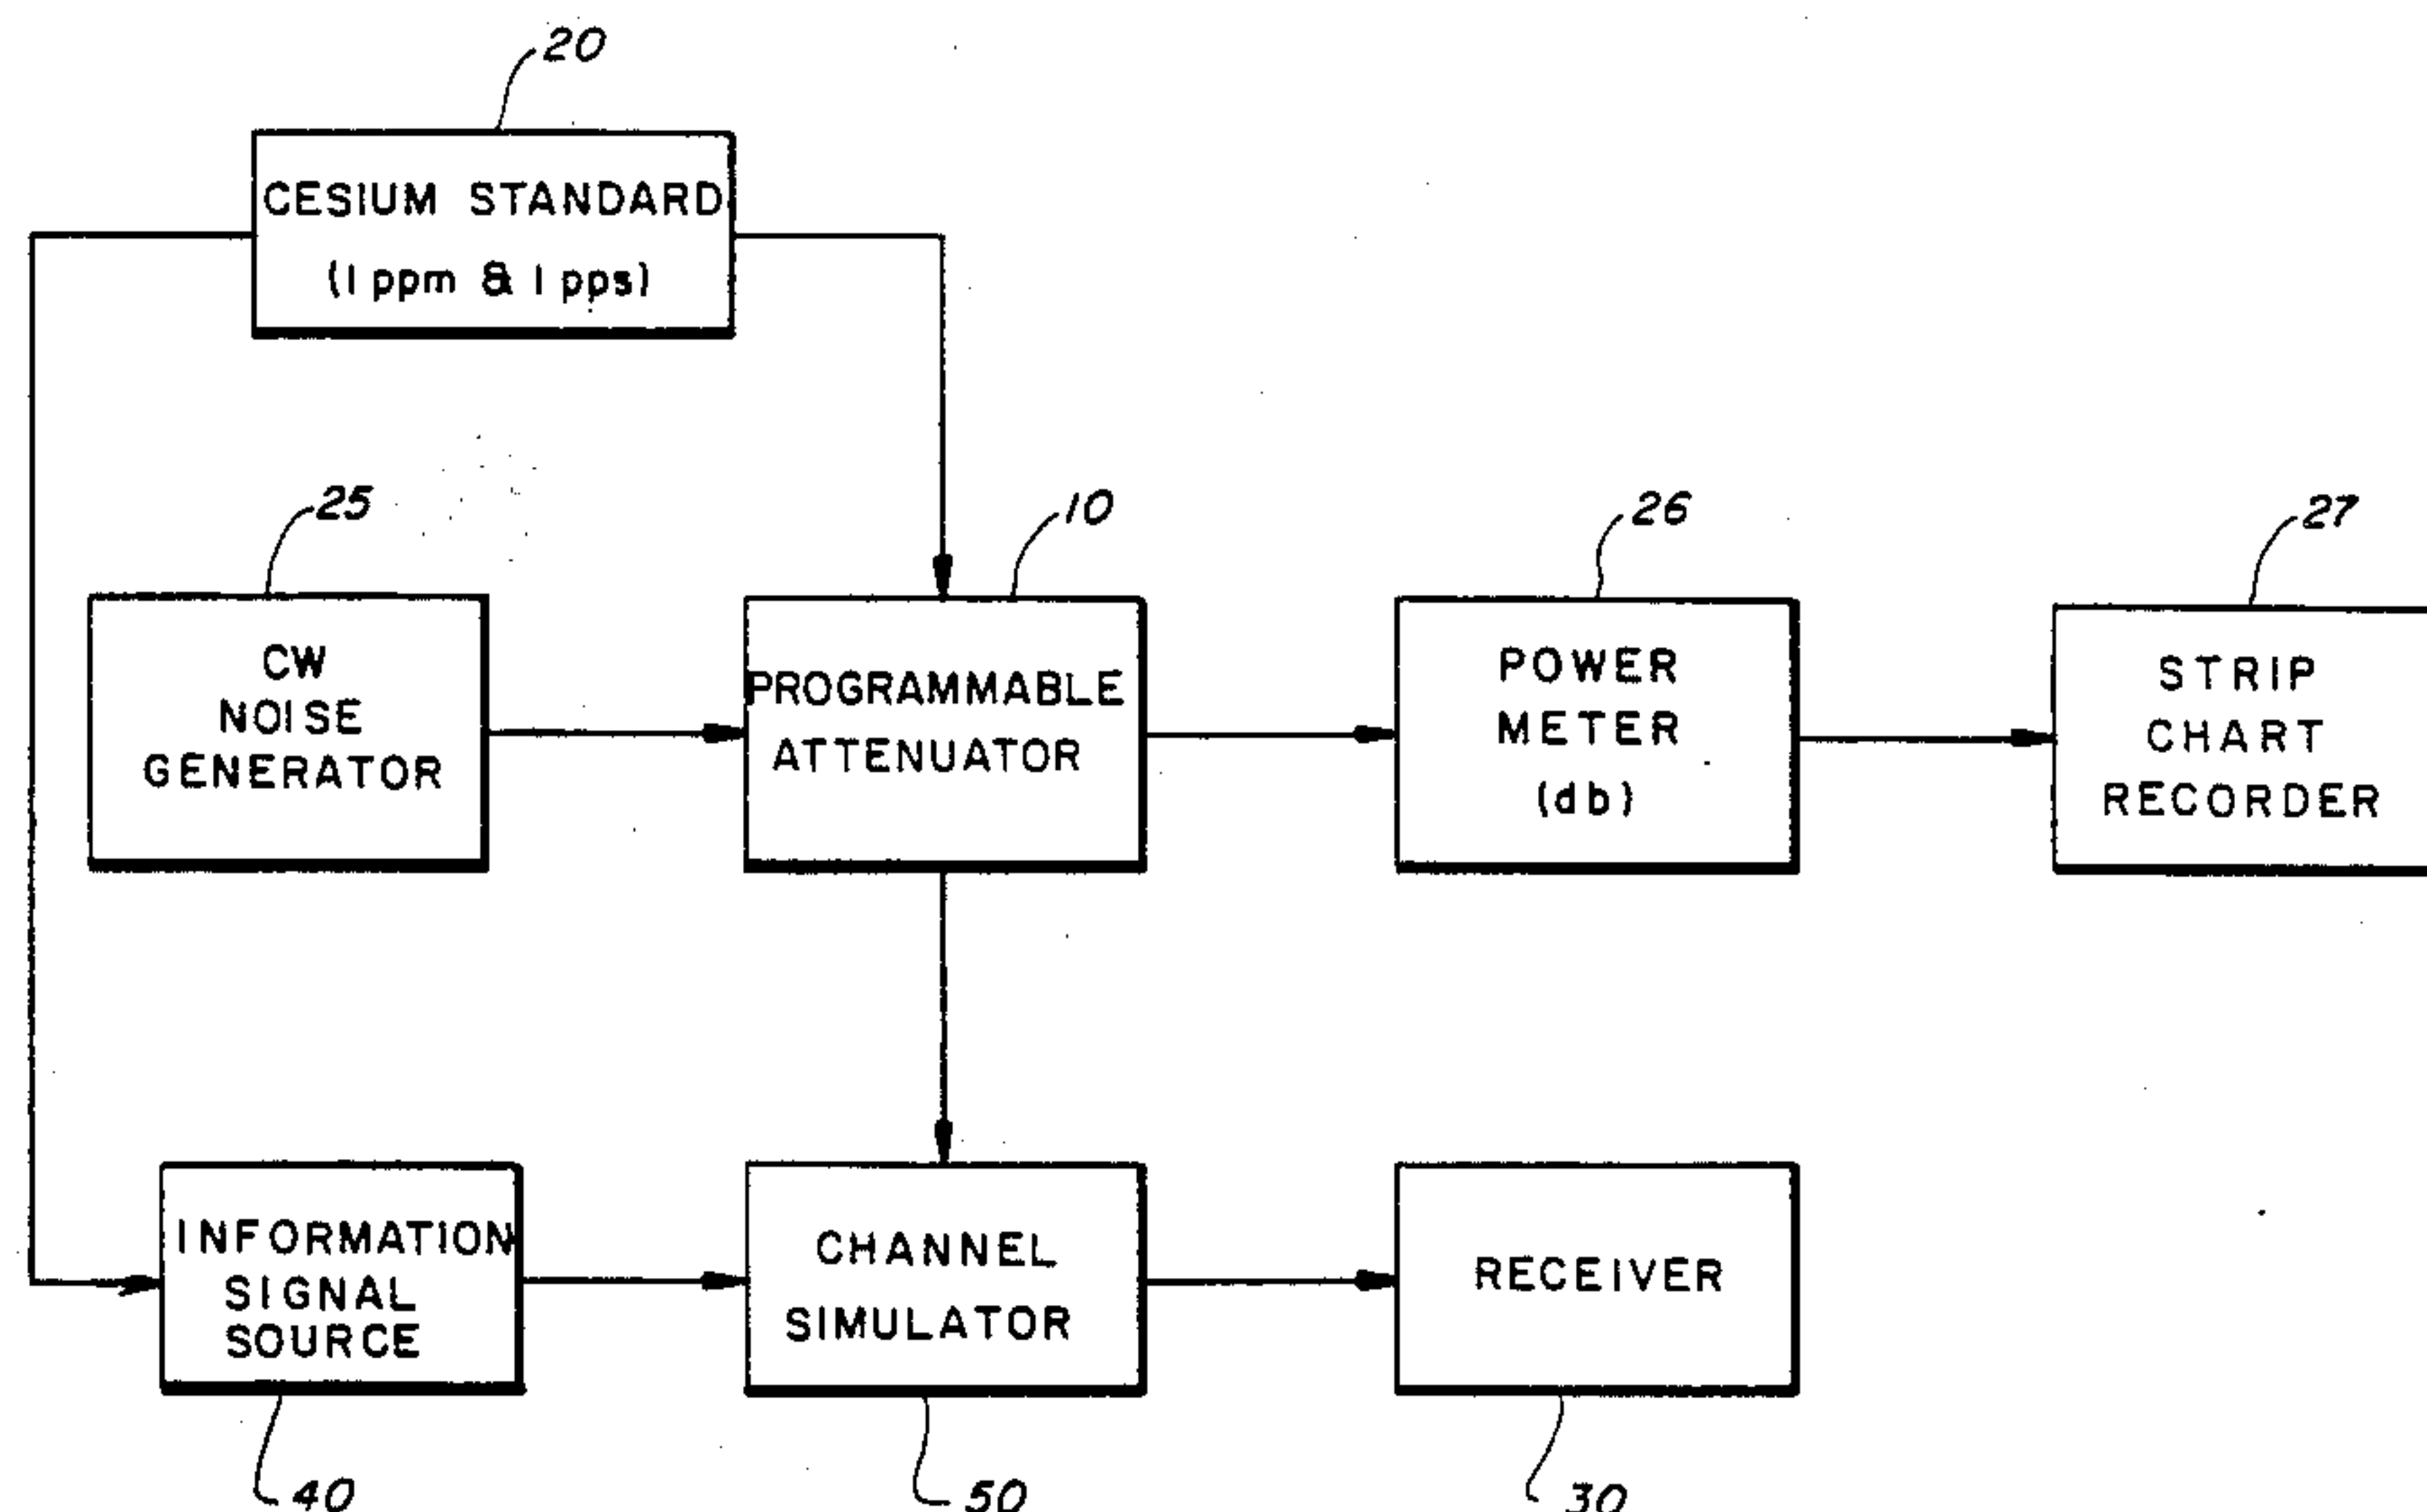 20
CESIUM STANDARD
(1 ppm & 1 pps)
25
CW
NOISE
GENERATOR
10
PROGRAMMABLE
ATTENUATOR
26
POWER
METER
(db)
27
STRIP
CHART
RECORDER
INFORMATION
SIGNAL
SOURCE
40
CHANNEL
SIMULATOR
50
RECEIVER
30